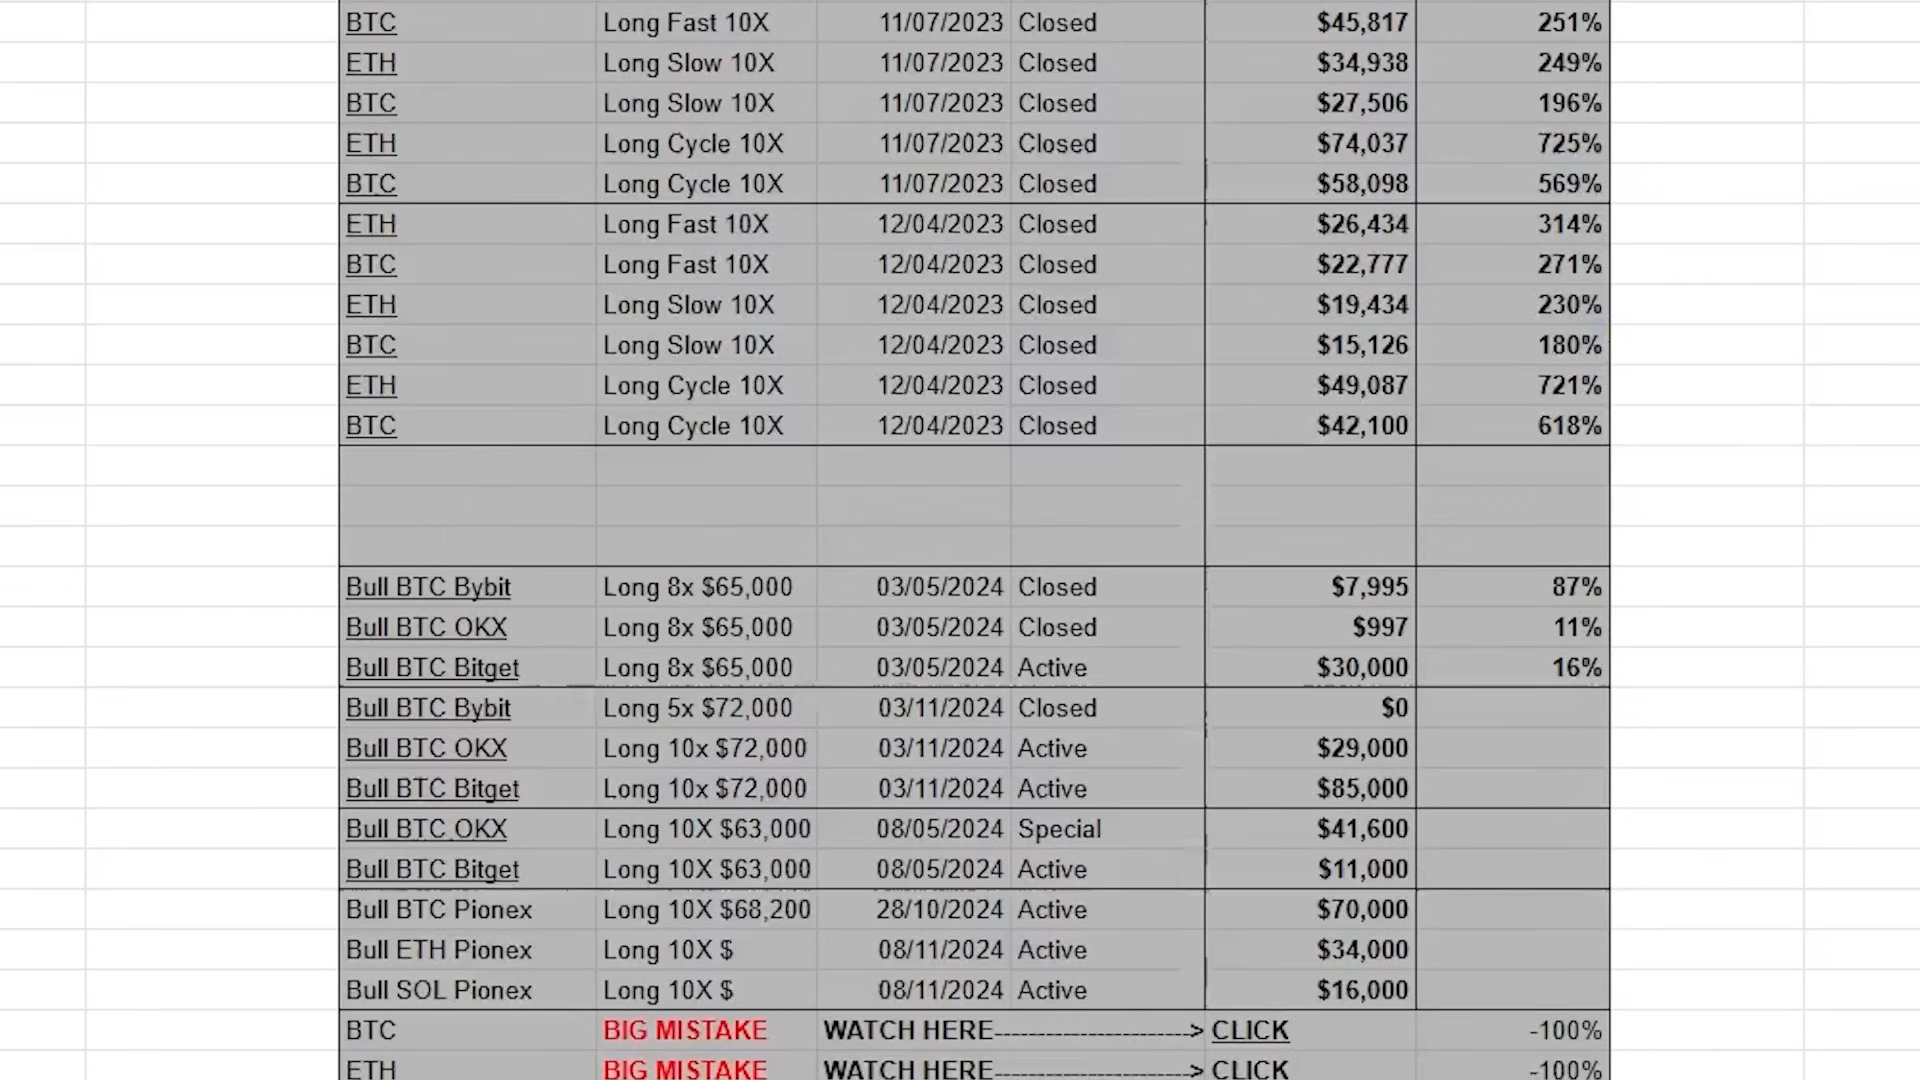 BTC Long Fast 10X 11/07/2023 Closed $45,817 251%
ETH Long Slow 10X 11/07/2023 Closed $34,938 249%
BTC Long Slow 10X 11/07/2023 Closed $27,506 196%
ETH Long Cycle 10X 11/07/2023 Closed $74,037 725%
BTC Long Cycle 10X 11/07/2023 Closed $58,098 569%
ETH Long Fast 10X 12/04/2023 Closed $26,434 314%
BTC Long Fast 10X 12/04/2023 Closed $22,777 271%
ETH Long Slow 10X 12/04/2023 Closed $19,434 230%
BTC Long Slow 10X 12/04/2023 Closed $15,126 180%
ETH Long Cycle 10X 12/04/2023 Closed $49,087 721%
BTC Long Cycle 10X 12/04/2023 Closed $42,100 618%
Bull BTC Bybit Long 8x $65,000 03/05/2024 Closed $7,995 87%
Bull BTC OKX Long 8x $65,000 03/05/2024 Closed $997 11%
Bull BTC Bitget Long 8x $65,000 03/05/2024 Active $30,000 16%
Bull BTC Bybit Long 5x $72,000 03/11/2024 Closed $0
Bull BTC OKX Long 10x $72,000 03/11/2024 Active $29,000
Bull BTC Bitget Long 10x $72,000 03/11/2024 Active $85,000
Bull BTC OKX Long 10X $63,000 08/05/2024 Special $41,600
Bull BTC Bitget Long 10X $63,000 08/05/2024 Active $11,000
Bull BTC Pionex Long 10X $68,200 28/10/2024 Active $70,000
Bull ETH Pionex Long 10X $ 08/11/2024 Active $34,000
Bull SOL Pionex Long 10X $ 08/11/2024 Active $16,000
BTC BIG MISTAKE WATCH HERE-------------------------> CLICK -100%
ETH BIG MISTAKE WATCH HERE-------------------------> CLICK -100%